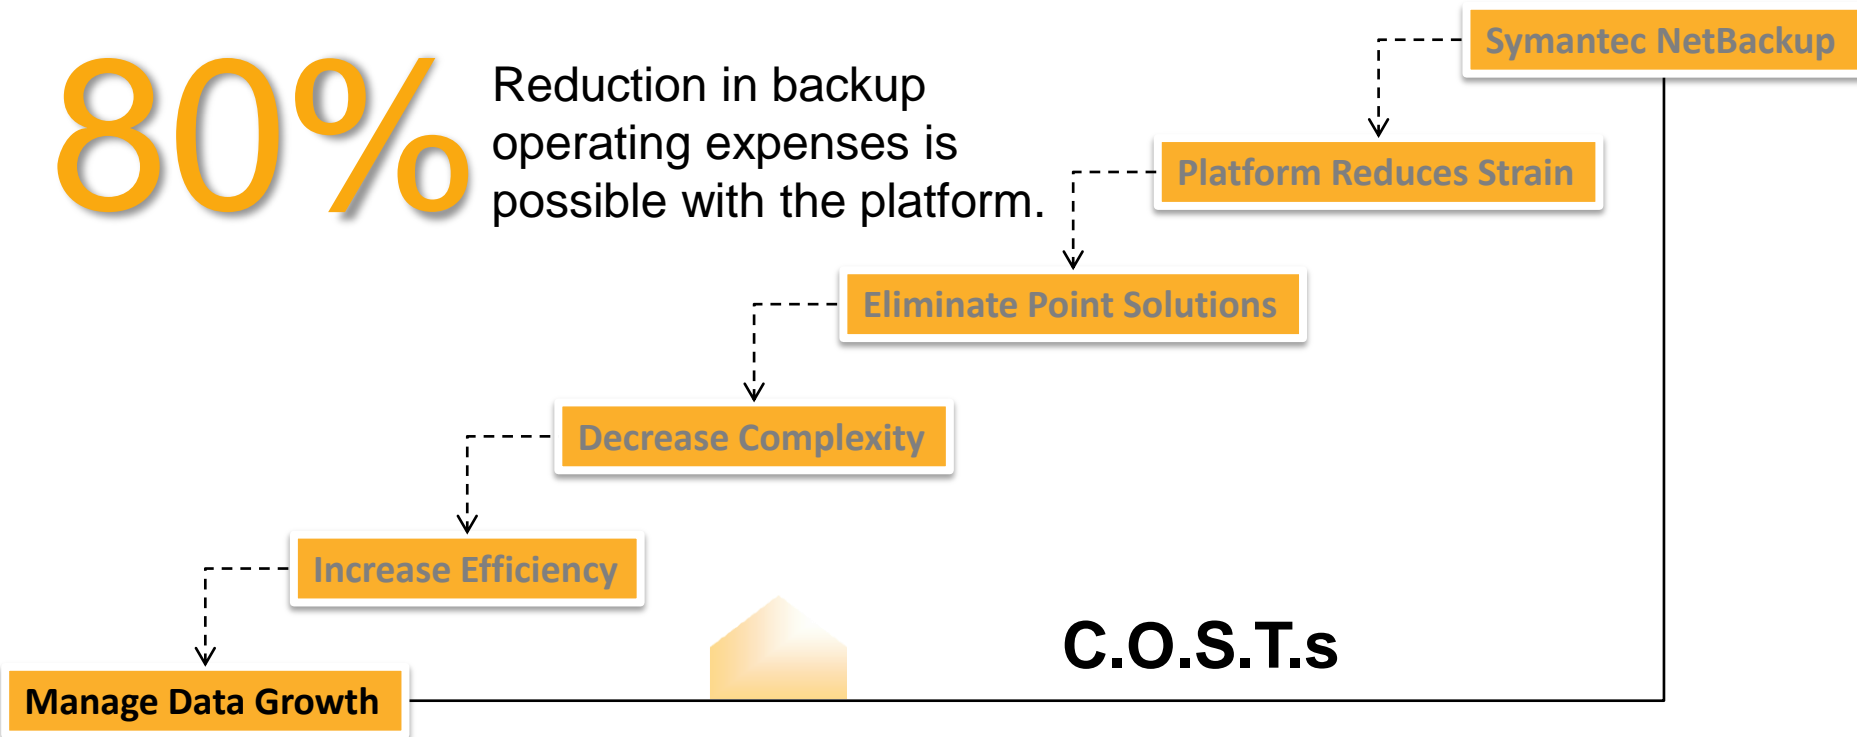 80%
Reduction in backup
operating expenses is
possible with the platform.
Symantec NetBackup
Platform Reduces Strain
Eliminate Point Solutions
Decrease Complexity
Increase Efficiency
C.O.S.T.s
Manage Data Growth